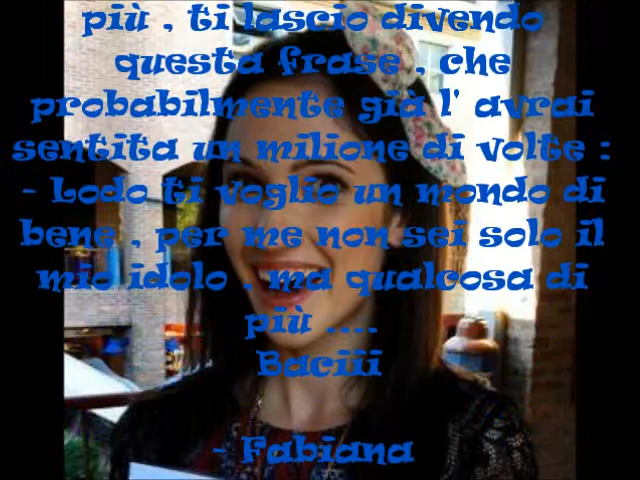 più , ti lascio divendo
questa frase , che
probabilmente già l' avrai
sentita un milione di volte :
- Lodo ti voglio un mondo di
bene , per me non sei solo il
mio idolo , ma qualcosa di
più ....
Baciii
- Fabiana